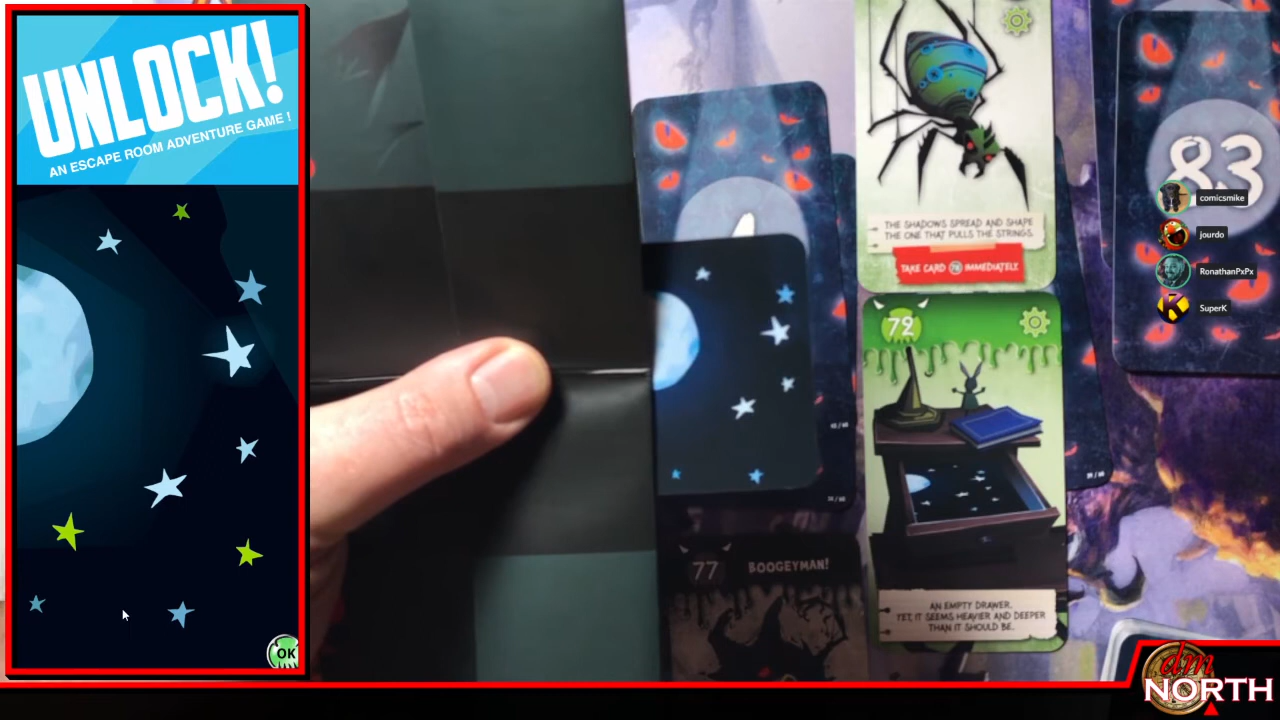 UNLOCK!
AN ESCAPE ROOM ADVENTURE GAME !
OK
THE SHADOWS SPREAD AND SHAPE
THE ONE THAT PULLS THE STRINGS.
TAKE CARD 78 IMMEDIATELY.
72
AN EMPTY DRAWER.
YET, IT SEEMS HEAVIER AND DEEPER
THAN IT SHOULD BE.
77 BOOGEYMAN!
83
comicsmike
jourdo
RonathanPxPx
SuperK
dm
NORTH